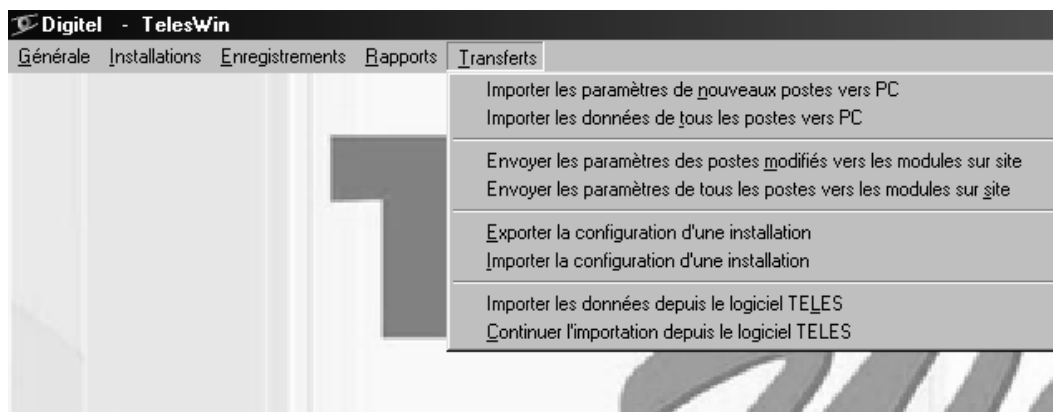 Digitel - TelesWin
Générale Installations Enregistrements Rapports Transferts
Importer les paramètres de nouveaux postes vers PC
Importer les données de tous les postes vers PC
Envoyer les paramètres des postes modifiés vers les modules sur site
Envoyer les paramètres de tous les postes vers les modules sur site
Exporter la configuration d'une installation
Importer la configuration d'une installation
Importer les données depuis le logiciel TELES
Continuer l'importation depuis le logiciel TELES